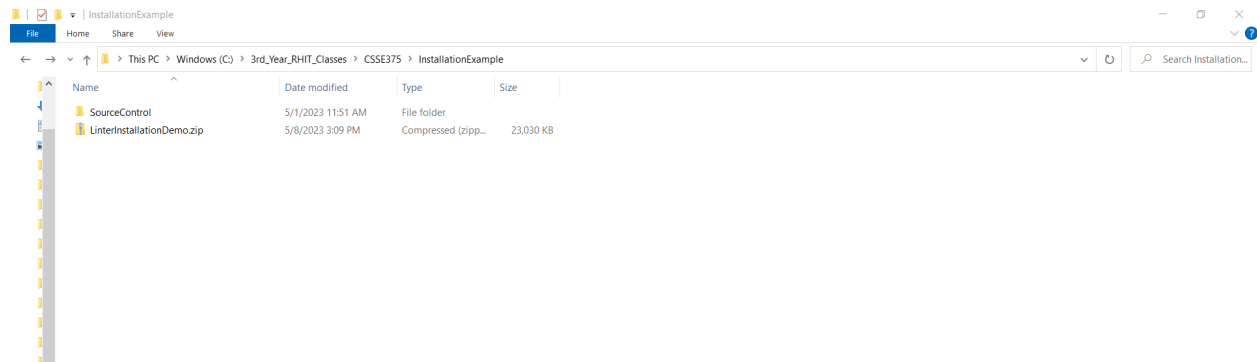 InstallationExample
File Home Share View
This PC > Windows (C:) > 3rd_Year_RHIT_Classes > CSSE375 > InstallationExample Search Installation...
Name Date modified Type Size
SourceControl 5/1/2023 11:51 AM File folder
LinterInstallationDemo.zip 5/8/2023 3:09 PM Compressed (zipp... 23,030 KB